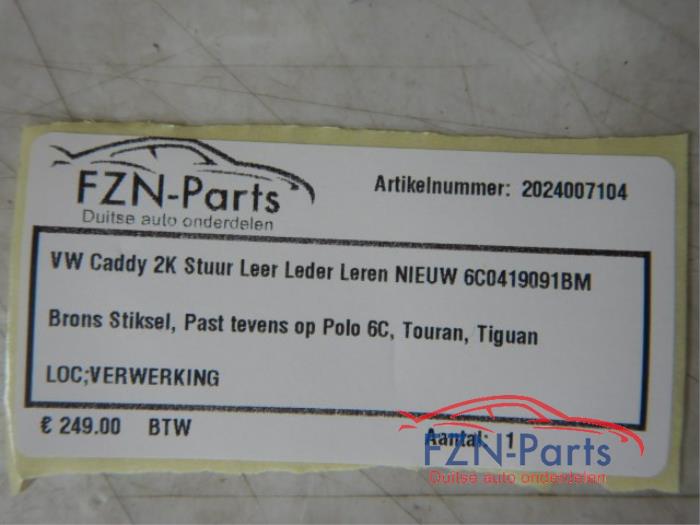 FZN-Parts
Duitse auto onderdelen
Artikelnummer: 2024007104
VW Caddy 2K Stuur Leer Leder Leren NIEUW 6C0419091BM
Brons Stiksel, Past tevens op Polo 6C, Touran, Tiguan
LOC;VERWERKING
€ 249.00 BTW
Aantal: 1
FZN-Parts
Duitse auto onderdelen